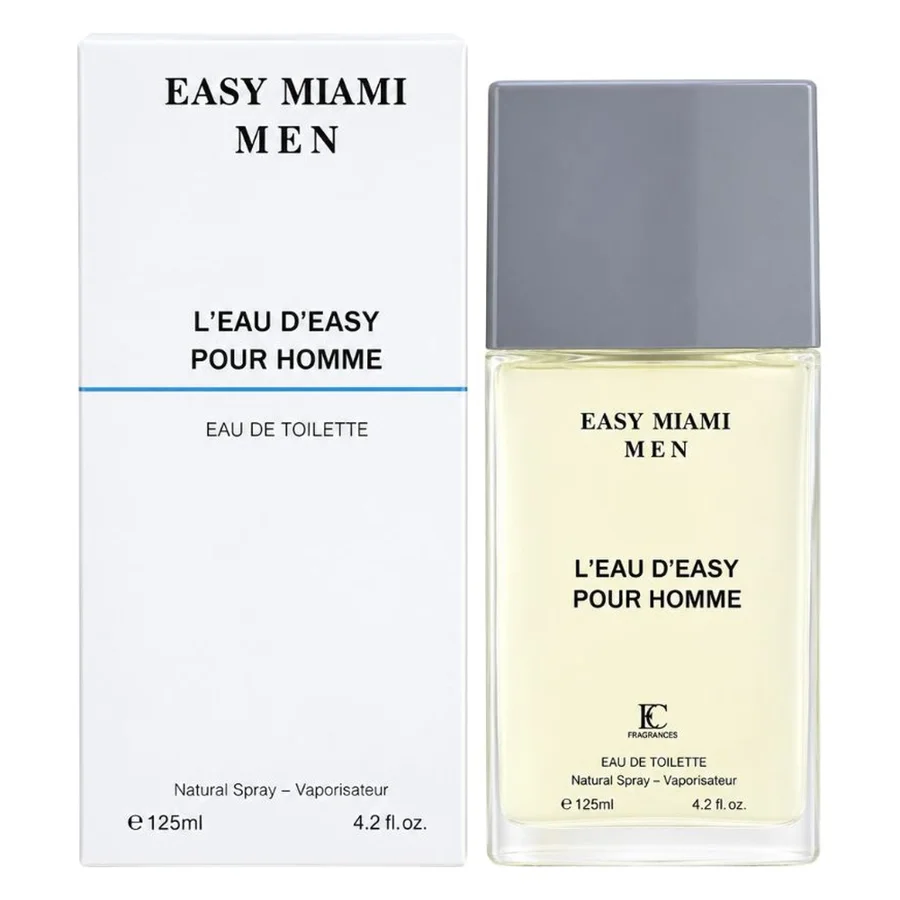 EASY MIAMI
MEN
L'EAU D'EASY
POUR HOMME
EAU DE TOILETTE
Natural Spray – Vaporisateur
℮ 125ml 4.2 fl.oz.
EASY MIAMI
MEN
L'EAU D'EASY
POUR HOMME
EC
FRAGRANCES
EAU DE TOILETTE
Natural Spray – Vaporisateur
℮ 125ml 4.2 fl.oz.